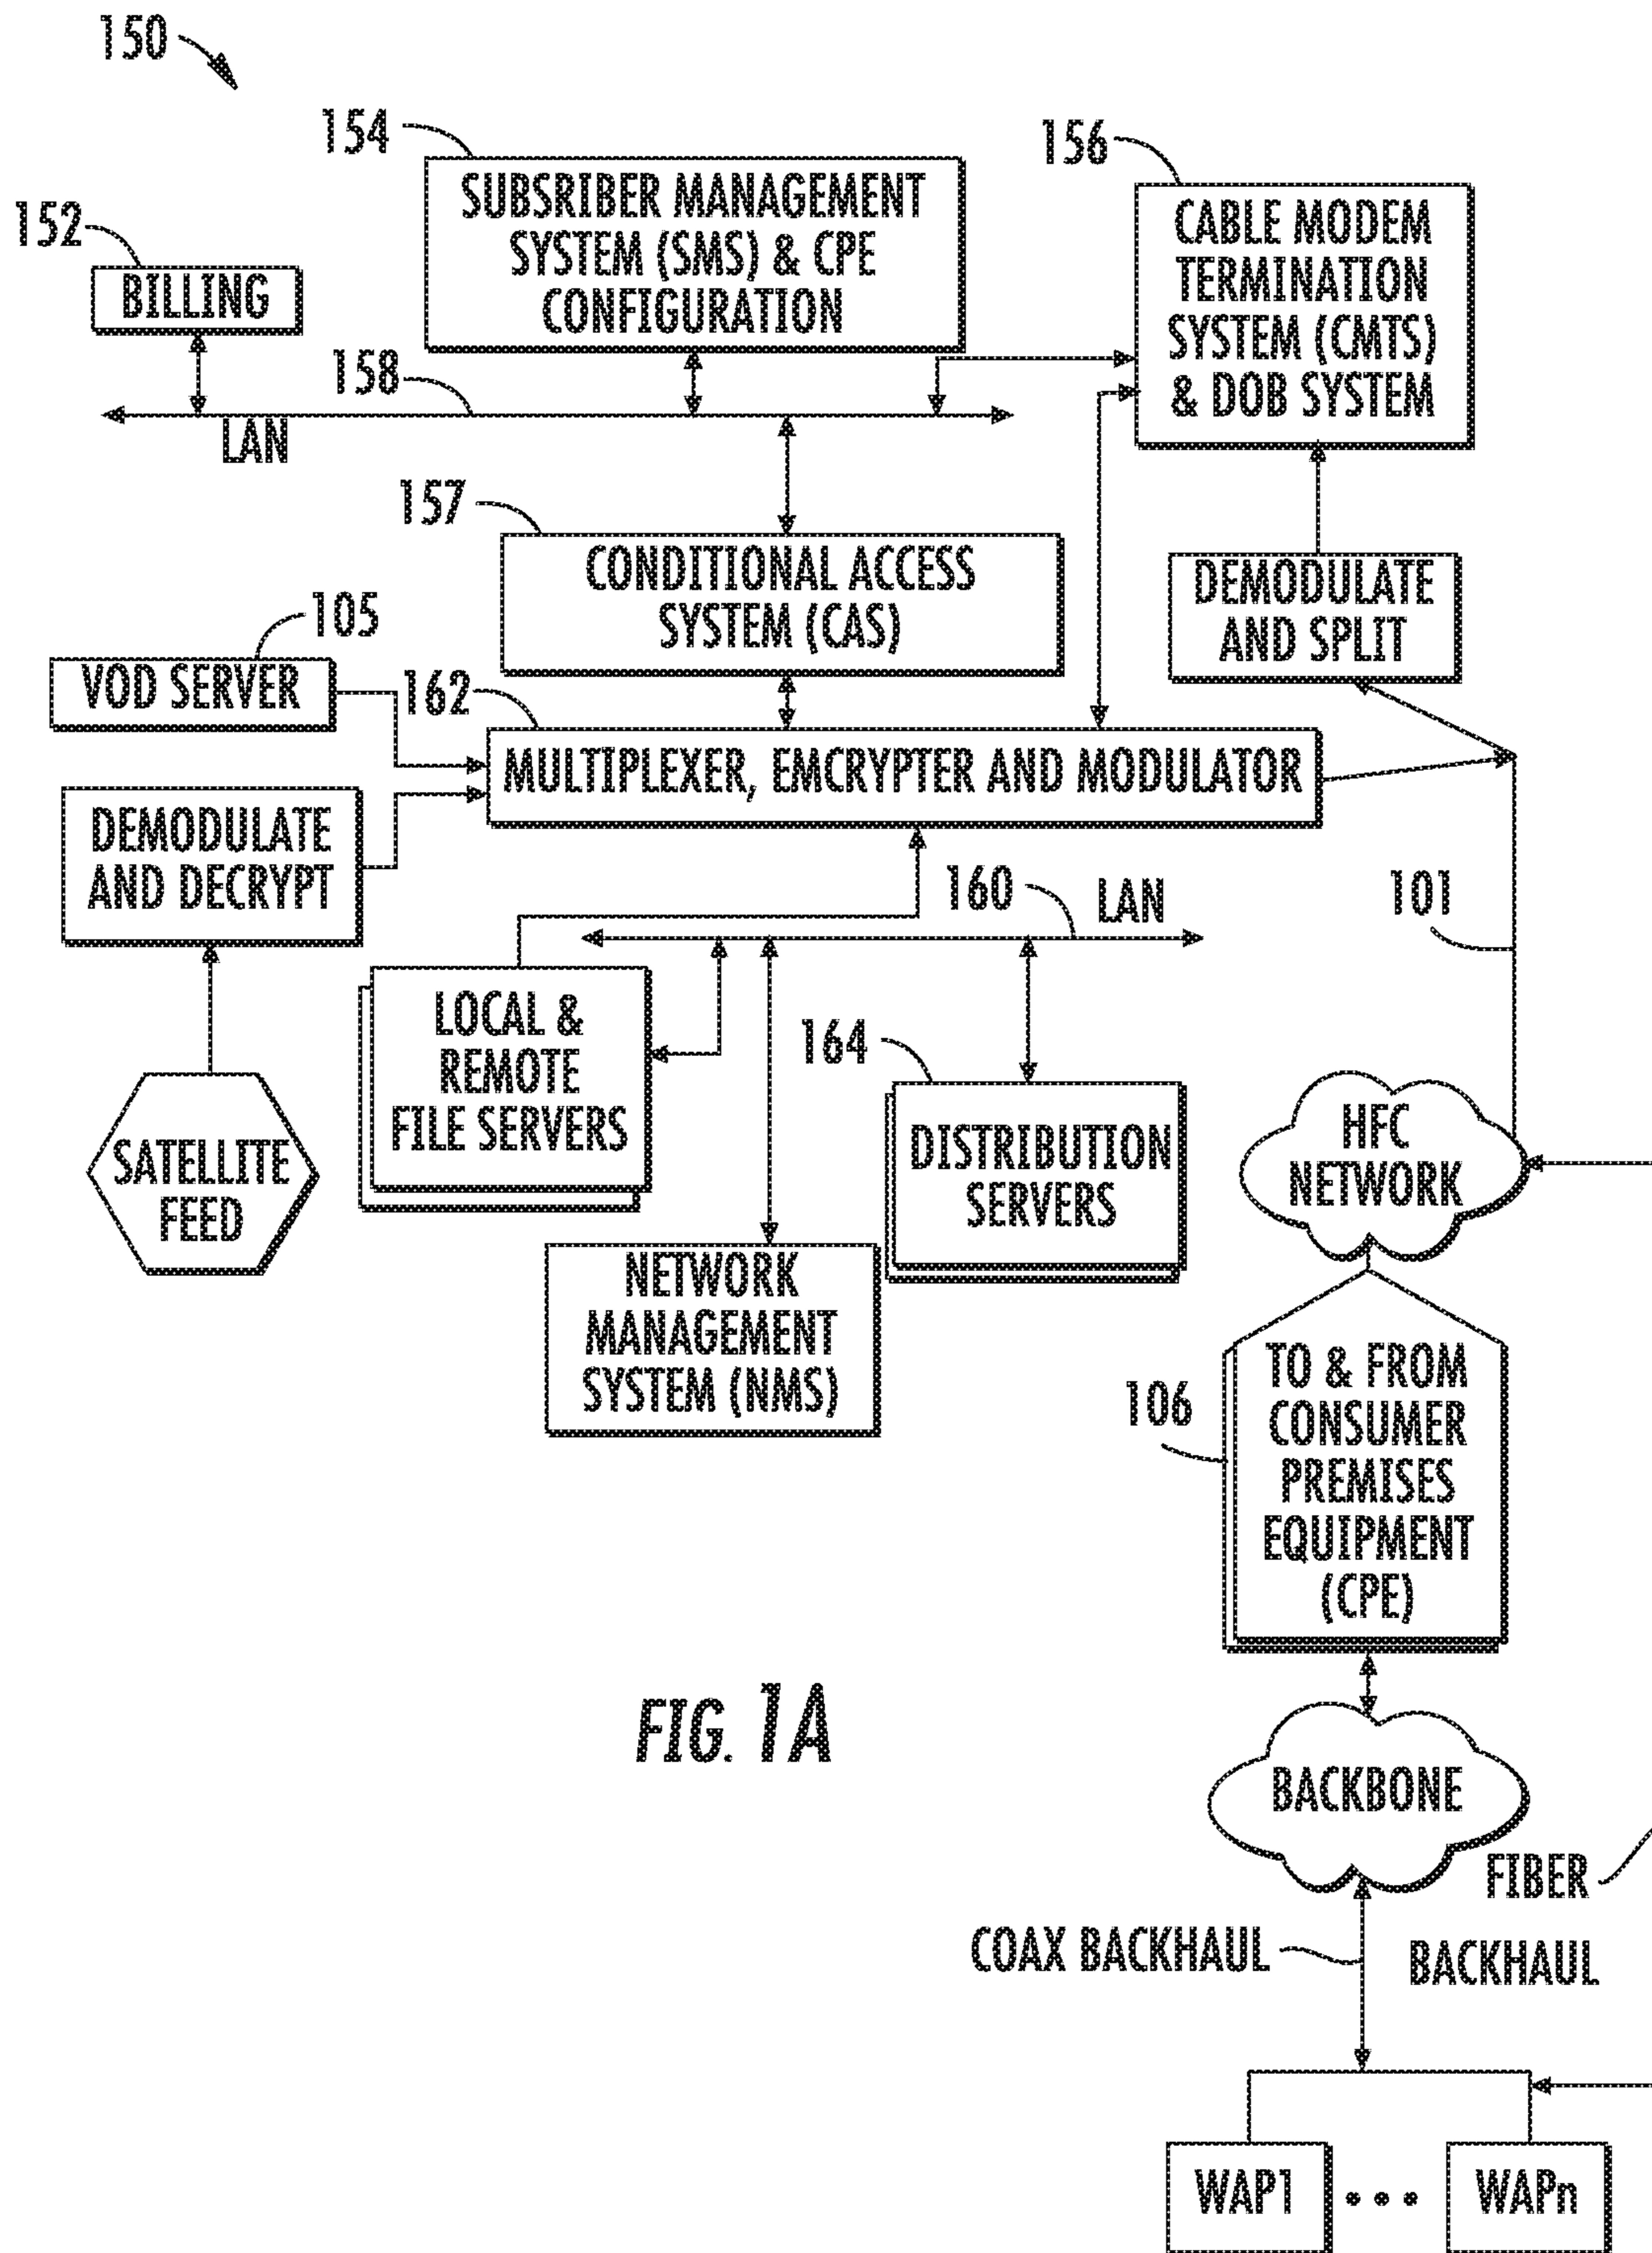 150
154
SUBSRIBER MANAGEMENT
SYSTEM (SMS) & CPE
CONFIGURATION
156
CABLE MODEM
TERMINATION
SYSTEM (CMTS)
& DOB SYSTEM
152
BILLING
158
LAN
157
CONDITIONAL ACCESS
SYSTEM (CAS)
DEMODULATE
AND SPLIT
105
VOD SERVER
162
MULTIPLEXER, EMCRYPTER AND MODULATOR
DEMODULATE
AND DECRYPT
160
LAN
101
LOCAL &
REMOTE
FILE SERVERS
164
DISTRIBUTION
SERVERS
HFC
NETWORK
SATELLITE
FEED
NETWORK
MANAGEMENT
SYSTEM (NMS)
106
TO & FROM
CONSUMER
PREMISES
EQUIPMENT
(CPE)
FIG. 1A
BACKBONE
FIBER
COAX BACKHAUL
BACKHAUL
WAP1
•••
WAPn